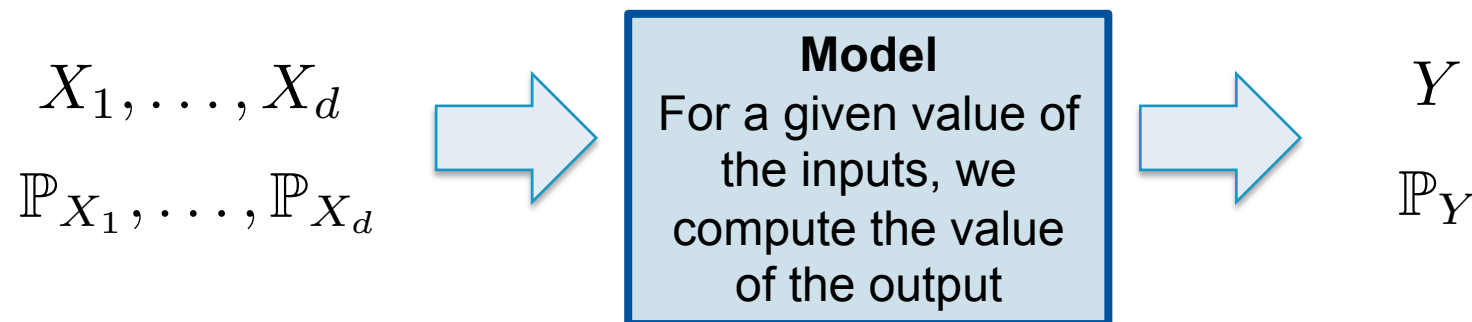 X_1, . . . , X_d
ℙ_{X_1}, . . . , ℙ_{X_d}
Model
For a given value of
the inputs, we
compute the value
of the output
Y
ℙ_Y